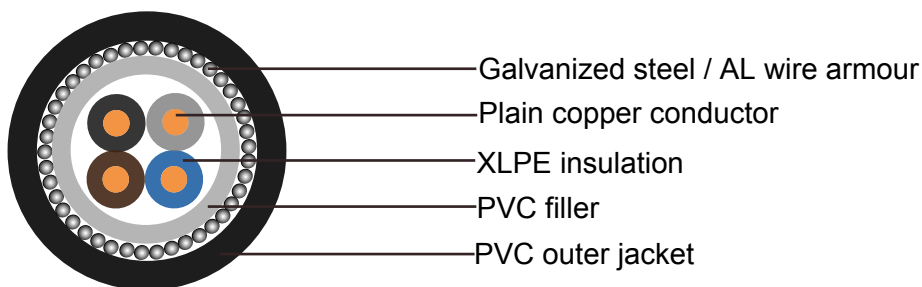 Galvanized steel / AL wire armour
Plain copper conductor
XLPE insulation
PVC filler
PVC outer jacket